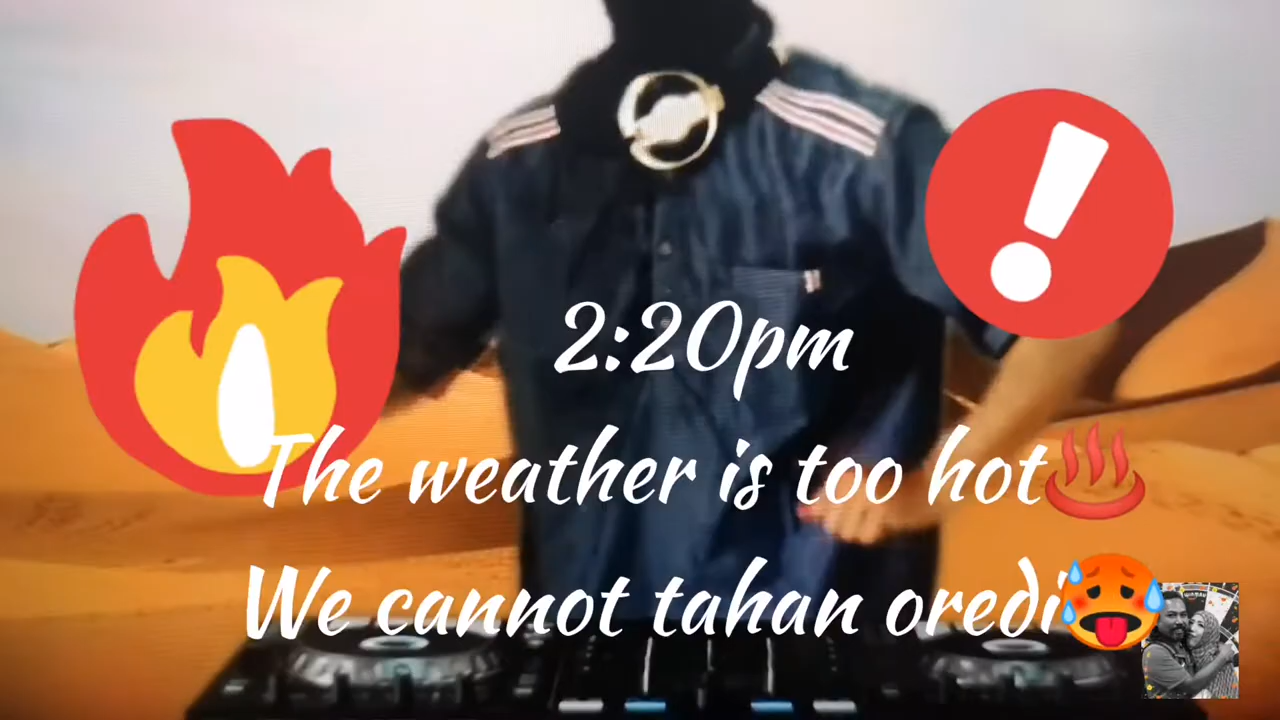 2:20pm
The weather is too hot♨️
We cannot tahan oredi🥵